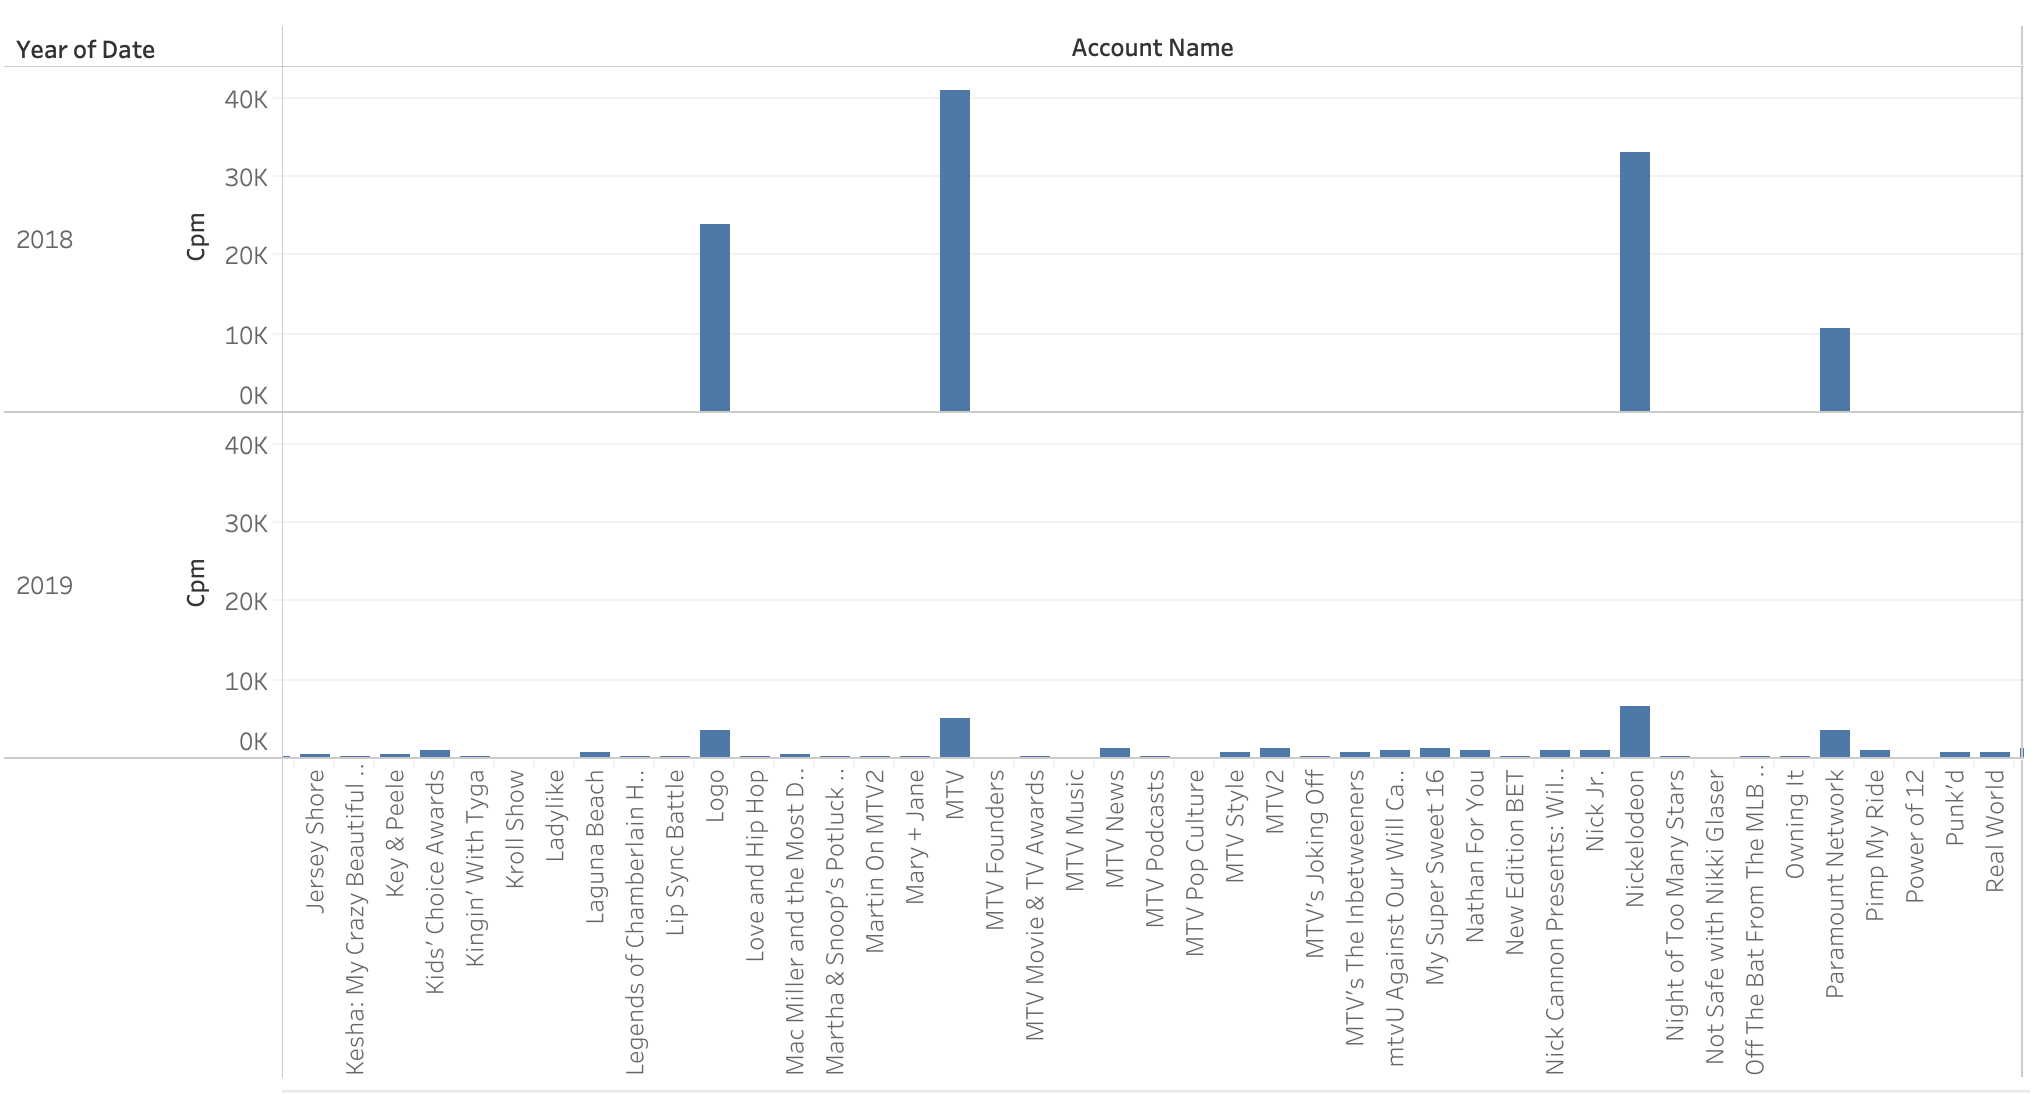 Year of Date
Account Name
40K
30K
20K
10K
0K
Cpm
2018
40K
30K
20K
10K
0K
Cpm
2019
Jersey Shore
Kesha: My Crazy Beautiful ..
Key & Peele
Kids’ Choice Awards
Kingin’ With Tyga
Kroll Show
Ladylike
Laguna Beach
Legends of Chamberlain H..
Lip Sync Battle
Logo
Love and Hip Hop
Mac Miller and the Most D..
Martha & Snoop’s Potluck ..
Martin On MTV2
Mary + Jane
MTV
MTV Founders
MTV Movie & TV Awards
MTV Music
MTV News
MTV Podcasts
MTV Pop Culture
MTV Style
MTV2
MTV’s Joking Off
MTV’s The Inbetweeners
mtvU Against Our Will Ca..
My Super Sweet 16
Nathan For You
New Edition BET
Nick Cannon Presents: Wil..
Nick Jr.
Nickelodeon
Night of Too Many Stars
Not Safe with Nikki Glaser
Off The Bat From The MLB ..
Owning It
Paramount Network
Pimp My Ride
Power of 12
Punk’d
Real World